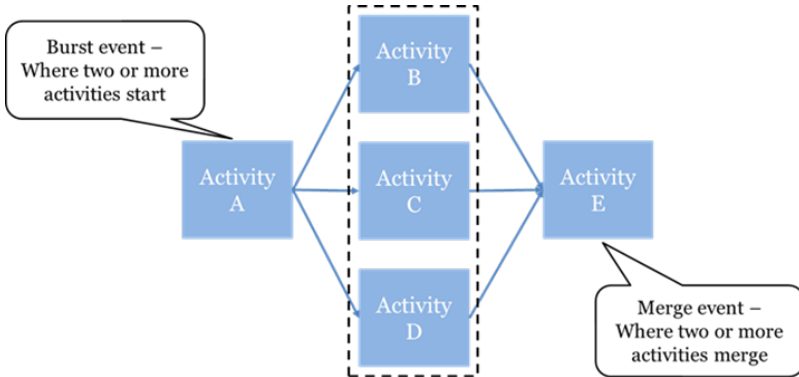 Burst event –
Where two or more
activities start
Activity
A
Activity
B
Activity
C
Activity
D
Activity
E
Merge event –
Where two or more
activities merge